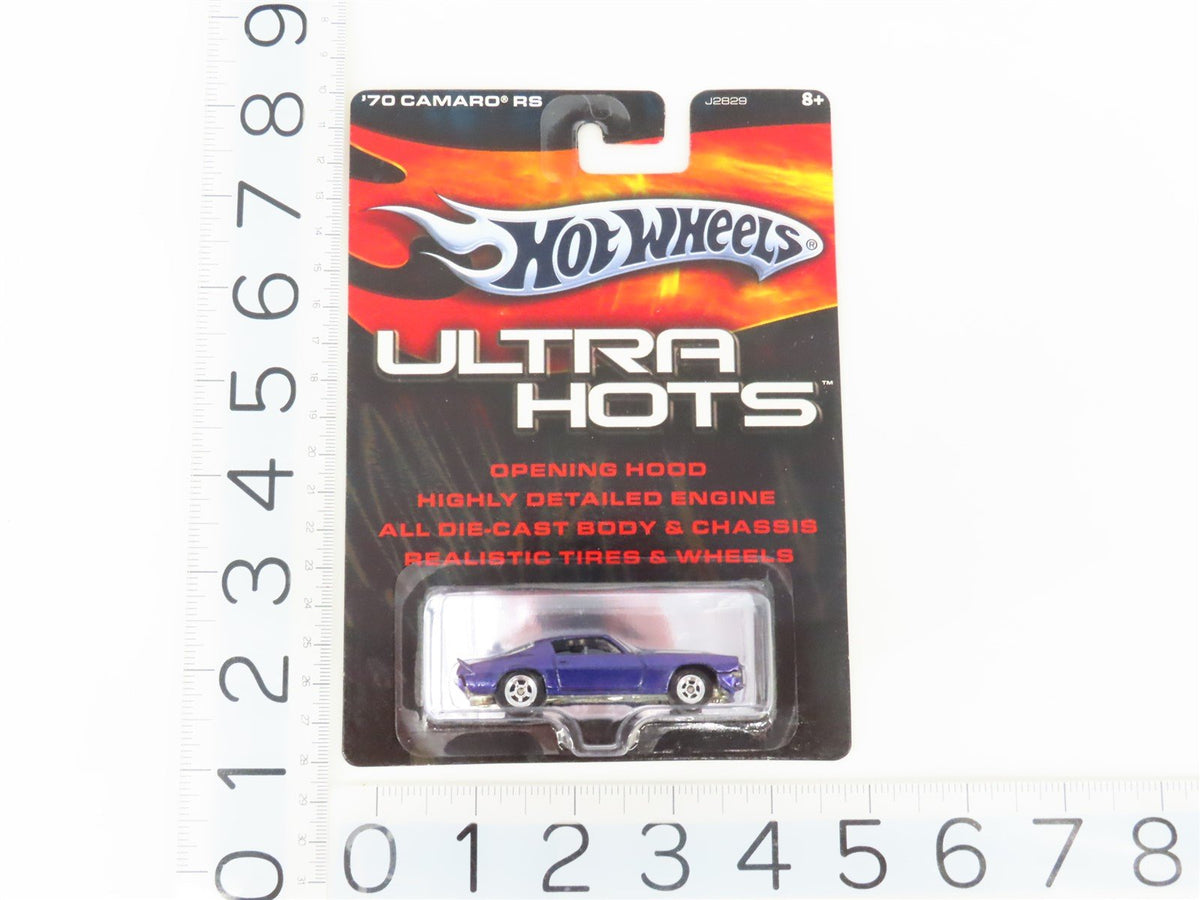 '70 CAMARO® RS
J2829
8+
HOT WHEELS®
ULTRA
HOTS™
OPENING HOOD
HIGHLY DETAILED ENGINE
ALL DIE-CAST BODY & CHASSIS
REALISTIC TIRES & WHEELS
9
8
7
6
5
4
3
2
1
0
0 1 2 3 4 5 6 7 8